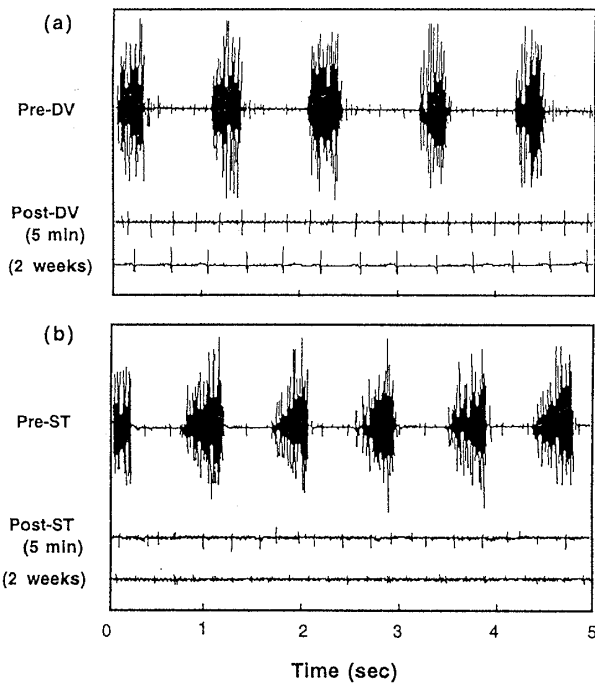 (a)
Pre-DV
Post-DV
(5 min)
(2 weeks)
(b)
Pre-ST
Post-ST
(5 min)
(2 weeks)
0 1 2 3 4 5
Time (sec)